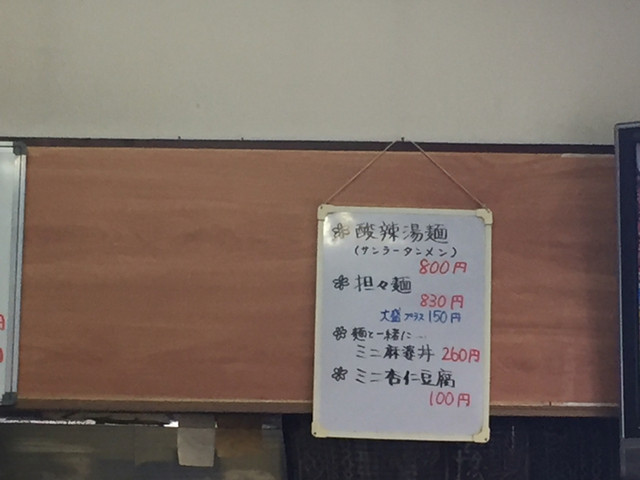 酸辣湯麺
(サンラータンメン)
800円
担々麺
830円
大盛プラス150円
麺と一緒に…
ミニ麻婆丼 260円
ミニ杏仁豆腐
100円
円